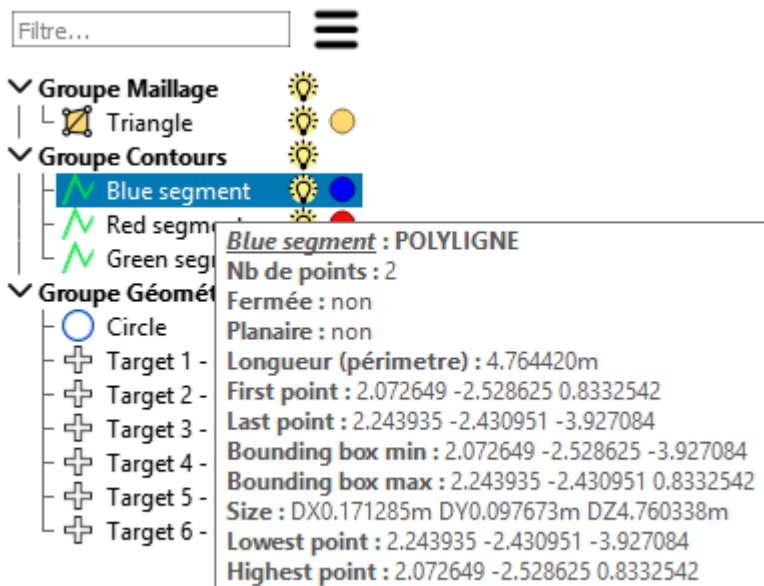 Filtre...
Groupe Maillage
Triangle
Groupe Contours
Blue segment
Red segm
Green seg
Groupe Géomét
Circle
Target 1 -
Target 2 -
Target 3 -
Target 4 -
Target 5 -
Target 6 -
Blue segment : POLYLIGNE
Nb de points : 2
Fermée : non
Planaire : non
Longueur (périmetre) : 4.764420m
First point : 2.072649 -2.528625 0.8332542
Last point : 2.243935 -2.430951 -3.927084
Bounding box min : 2.072649 -2.528625 -3.927084
Bounding box max : 2.243935 -2.430951 0.8332542
Size : DX0.171285m DY0.097673m DZ4.760338m
Lowest point : 2.243935 -2.430951 -3.927084
Highest point : 2.072649 -2.528625 0.8332542